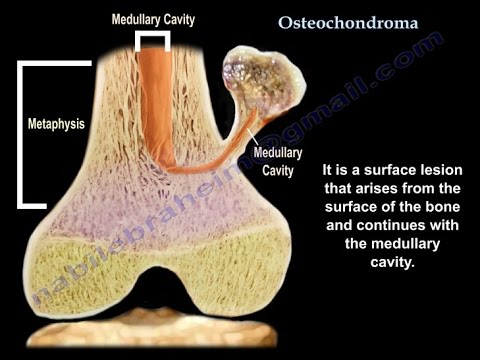 Medullary Cavity
Osteochondroma
Metaphysis
Medullary
Cavity
It is a surface lesion
that arises from the
surface of the bone
and continues with
the medullary
cavity.
nabilebraheim@gmail.com